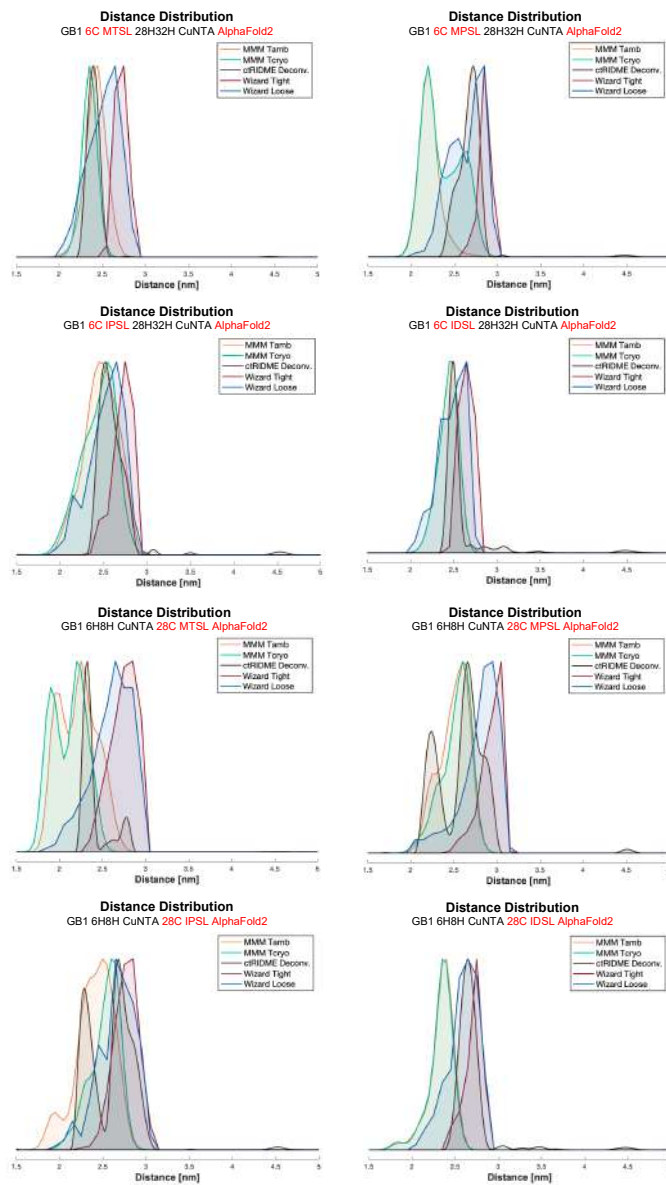 Distance Distribution
GB1 6C MTSL 28H32H CuNTA AlphaFold2
MMM Tamb
MMM Tcryo
ctRIDME Deconv.
Wizard Tight
Wizard Loose
1.5 2 2.5 3 3.5 4 4.5 5
Distance [nm]
Distance Distribution
GB1 6C MPSL 28H32H CuNTA AlphaFold2
MMM Tamb
MMM Tcryo
ctRIDME Deconv.
Wizard Tight
Wizard Loose
1.5 2 2.5 3 3.5 4 4.5
Distance [nm]
Distance Distribution
GB1 6C IPSL 28H32H CuNTA AlphaFold2
MMM Tamb
MMM Tcryo
ctRIDME Deconv.
Wizard Tight
Wizard Loose
1.5 2 2.5 3 3.5 4 4.5 5
Distance [nm]
Distance Distribution
GB1 6C IDSL 28H32H CuNTA AlphaFold2
MMM Tamb
MMM Tcryo
ctRIDME Deconv.
Wizard Tight
Wizard Loose
1.5 2 2.5 3 3.5 4 4.5
Distance [nm]
Distance Distribution
GB1 6H8H CuNTA 28C MTSL AlphaFold2
MMM Tamb
MMM Tcryo
ctRIDME Deconv.
Wizard Tight
Wizard Loose
1.5 2 2.5 3 3.5 4 4.5 5
Distance [nm]
Distance Distribution
GB1 6H8H CuNTA 28C MPSL AlphaFold2
MMM Tamb
MMM Tcryo
ctRIDME Deconv.
Wizard Tight
Wizard Loose
1.5 2 2.5 3 3.5 4 4.5
Distance [nm]
Distance Distribution
GB1 6H8H CuNTA 28C IPSL AlphaFold2
MMM Tamb
MMM Tcryo
ctRIDME Deconv.
Wizard Tight
Wizard Loose
1.5 2 2.5 3 3.5 4 4.5 5
Distance [nm]
Distance Distribution
GB1 6H8H CuNTA 28C IDSL AlphaFold2
MMM Tamb
MMM Tcryo
ctRIDME Deconv.
Wizard Tight
Wizard Loose
1.5 2 2.5 3 3.5 4 4.5
Distance [nm]